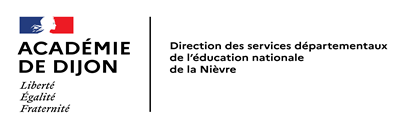 ACADÉMIE
DE DIJON
Liberté
Égalité
Fraternité
Direction des services départementaux
de l'éducation nationale
de la Nièvre